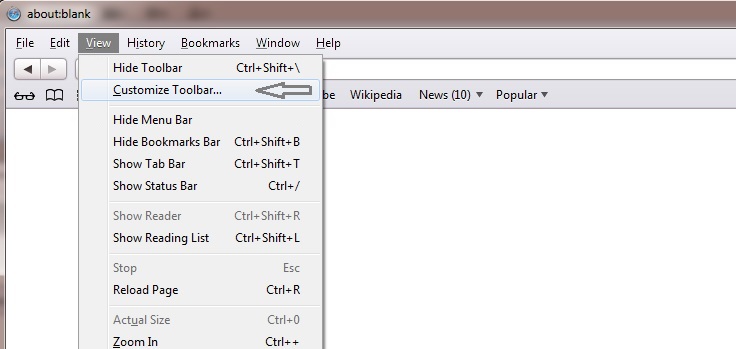 about:blank
File Edit View History Bookmarks Window Help
Hide Toolbar Ctrl+Shift+\
Customize Toolbar...
be Wikipedia News (10) Popular
Hide Menu Bar
Hide Bookmarks Bar Ctrl+Shift+B
Show Tab Bar Ctrl+Shift+T
Show Status Bar Ctrl+/
Show Reader Ctrl+Shift+R
Show Reading List Ctrl+Shift+L
Stop Esc
Reload Page Ctrl+R
Actual Size Ctrl+0
Zoom In Ctrl++